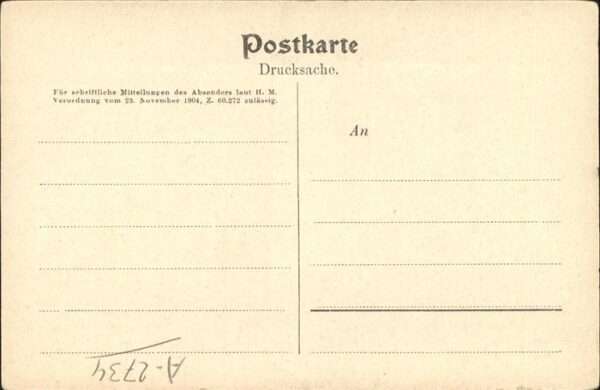 Postkarte
Drucksache.
Für schriftliche Mitteilungen des Absenders laut H. M.
Verordnung vom 23. November 1904, Z. 60.272 zulässig.
An
A-2734